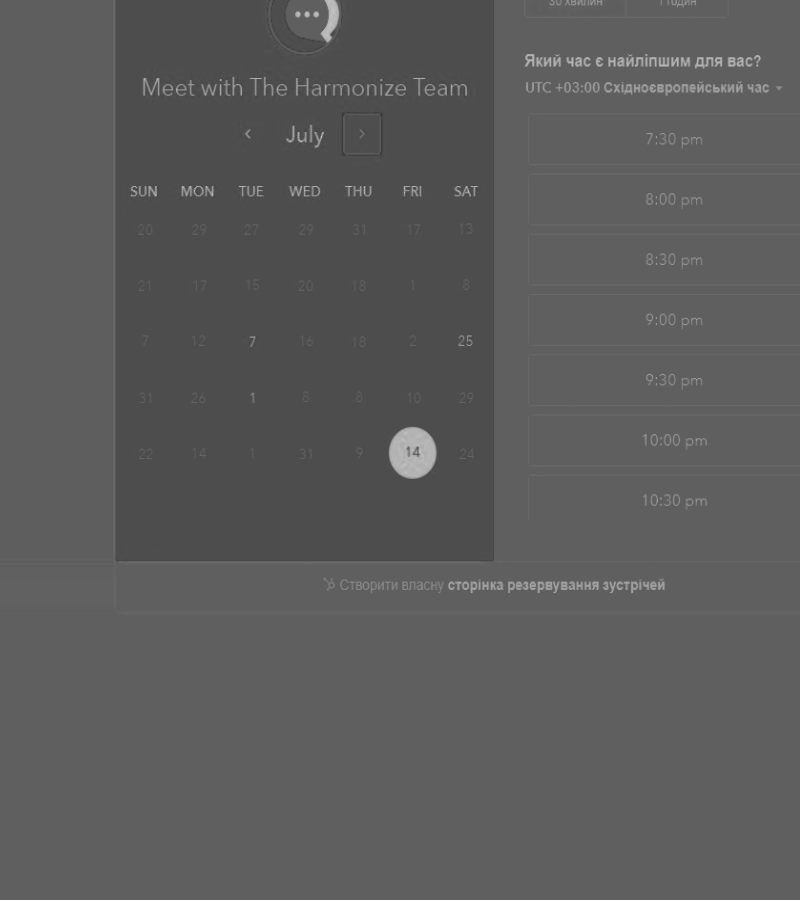 30 хвилин
1 годин
Meet with The Harmonize Team
July
SUN MON TUE WED THU FRI SAT
20 29 27 29 31 17 13
21 17 15 20 18 1 8
7 12 7 16 18 2 25
31 26 1 8 8 10 29
22 14 1 31 9 14 24
Який час є найліпшим для вас?
UTC +03:00 Східноєвропейський час
7:30 pm
8:00 pm
8:30 pm
9:00 pm
9:30 pm
10:00 pm
10:30 pm
Створити власну сторінка резервування зустрічей